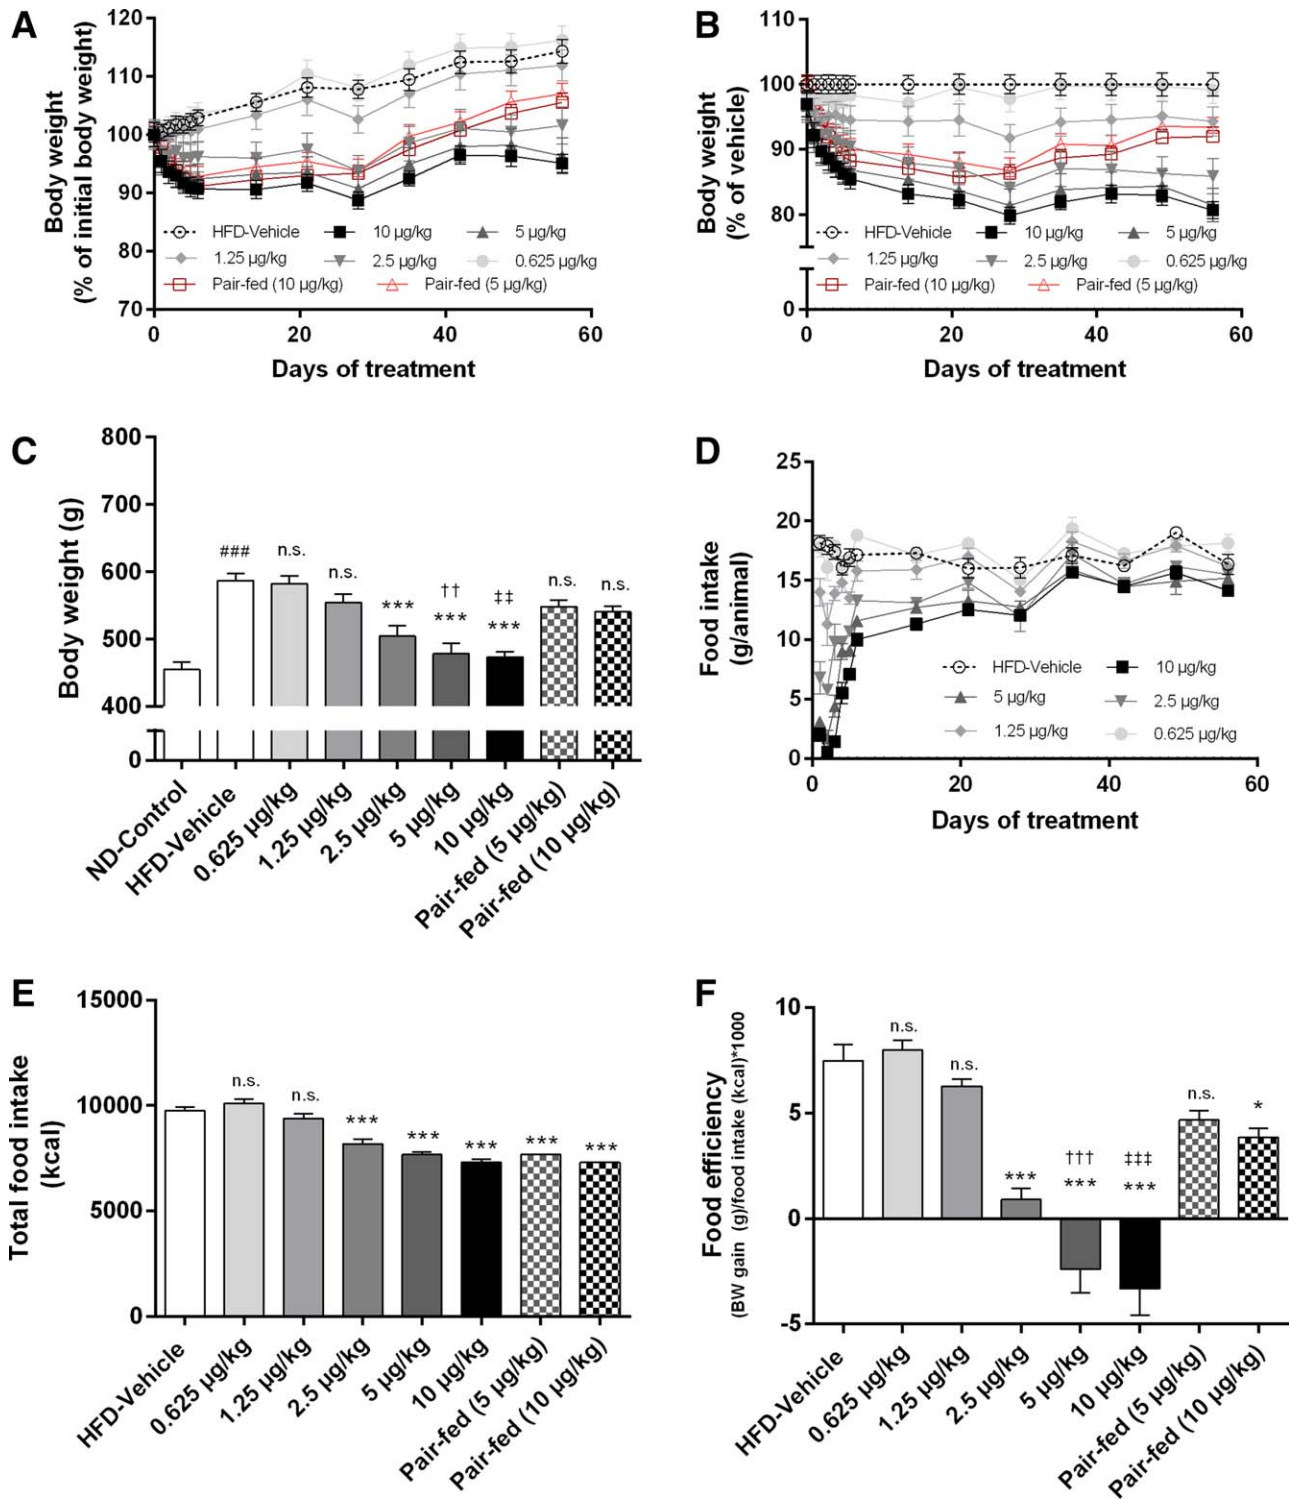 A
Body weight
(% of initial body weight)
120
110
100
90
80
70
0
20
40
60
HFD-Vehicle
10 µg/kg
5 µg/kg
1.25 µg/kg
2.5 µg/kg
0.625 µg/kg
Pair-fed (10 µg/kg)
Pair-fed (5 µg/kg)
Days of treatment
B
Body weight
(% of vehicle)
110
100
90
80
0
0
20
40
60
HFD-Vehicle
10 µg/kg
5 µg/kg
1.25 µg/kg
2.5 µg/kg
0.625 µg/kg
Pair-fed (10 µg/kg)
Pair-fed (5 µg/kg)
Days of treatment
C
Body weight (g)
800
700
600
500
400
0
###
n.s.
n.s.
***
††
***
‡‡
***
n.s.
n.s.
ND-Control
HFD-Vehicle
0.625 µg/kg
1.25 µg/kg
2.5 µg/kg
5 µg/kg
10 µg/kg
Pair-fed (5 µg/kg)
Pair-fed (10 µg/kg)
D
Food intake
(g/animal)
25
20
15
10
5
0
0
20
40
60
HFD-Vehicle
10 µg/kg
5 µg/kg
2.5 µg/kg
1.25 µg/kg
0.625 µg/kg
Days of treatment
E
Total food intake
(kcal)
15000
10000
5000
0
n.s.
n.s.
***
***
***
***
***
HFD-Vehicle
0.625 µg/kg
1.25 µg/kg
2.5 µg/kg
5 µg/kg
10 µg/kg
Pair-fed (5 µg/kg)
Pair-fed (10 µg/kg)
F
Food efficiency
(BW gain (g)/food intake (kcal)*1000
10
5
0
-5
n.s.
n.s.
***
†††
***
‡‡‡
***
n.s.
*
HFD-Vehicle
0.625 µg/kg
1.25 µg/kg
2.5 µg/kg
5 µg/kg
10 µg/kg
Pair-fed (5 µg/kg)
Pair-fed (10 µg/kg)